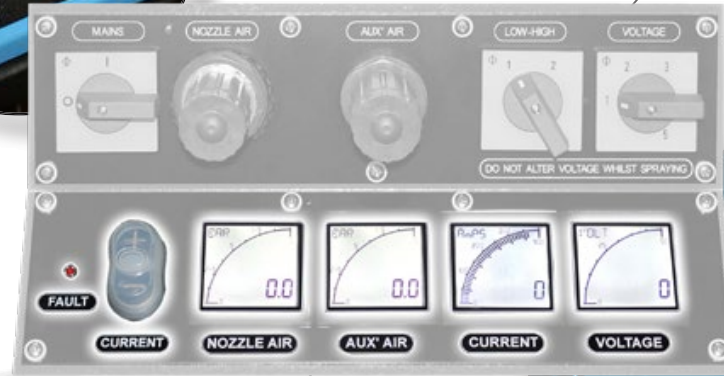 MAINS NOZZLE AIR AUX' AIR LOW-HIGH VOLTAGE
1 2
2 3
1
5
DO NOT ALTER VOLTAGE WHILST SPRAYING
BAR BAR AMPS VOLT
0.0 0.0 0 0
FAULT
CURRENT NOZZLE AIR AUX' AIR CURRENT VOLTAGE